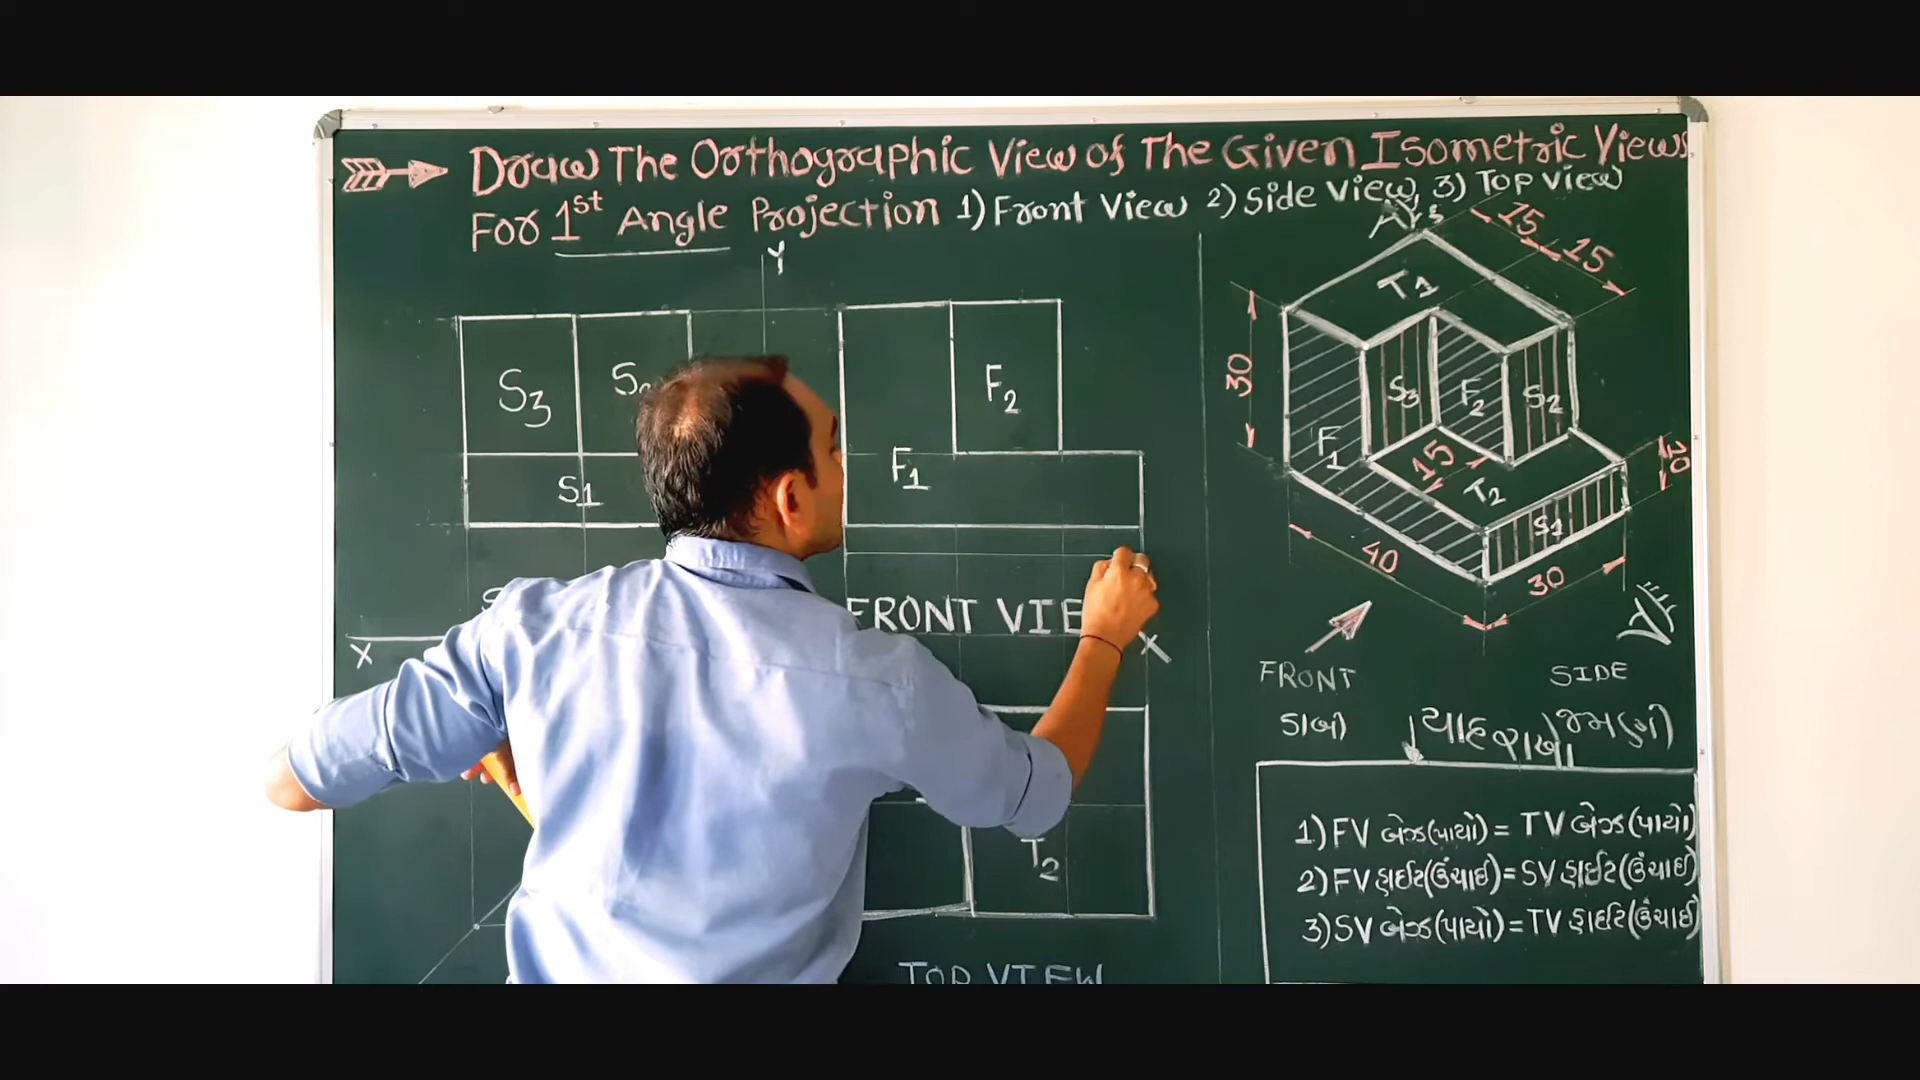 Draw The Orthographic View of The Given Isometric Views
For 1st Angle Projection 1) Front View 2) Side View, 3) Top View
Y
15
15
T1
S3
F2
30
S3
F2
S2
F1
F1
15
20
S1
T2
S1
40
30
FRONT VIE
X
X
FRONT
SIDE
ડાબી
યાદ રાખો
જમણી
T2
1) FV બેઝ(પાયો) = TV બેઝ(પાયો)
2) FV હાઈટ(ઉંચાઈ) = SV હાઈટ(ઉંચાઈ)
3) SV બેઝ(પાયો) = TV હાઈટ(ઉંચાઈ)
TOP VIEW